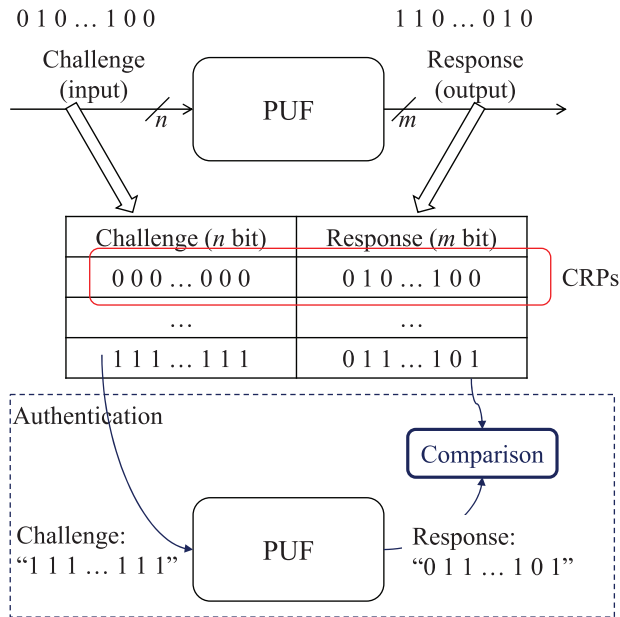 0 1 0 … 1 0 0
1 1 0 … 0 1 0
Challenge
(input)
Response
(output)
n
PUF
m
Challenge (n bit)
Response (m bit)
0 0 0 … 0 0 0
0 1 0 … 1 0 0
CRPs
…
…
1 1 1 … 1 1 1
0 1 1 … 1 0 1
Authentication
Comparison
Challenge:
“1 1 1 … 1 1 1”
PUF
Response:
“0 1 1 … 1 0 1”